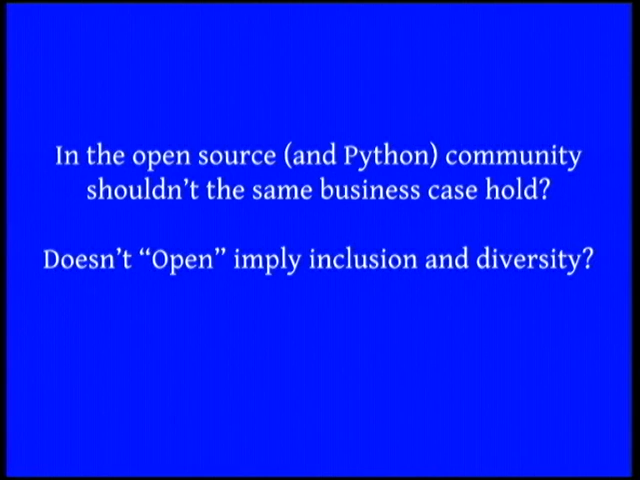 In the open source (and Python) community
shouldn’t the same business case hold?
Doesn’t “Open” imply inclusion and diversity?